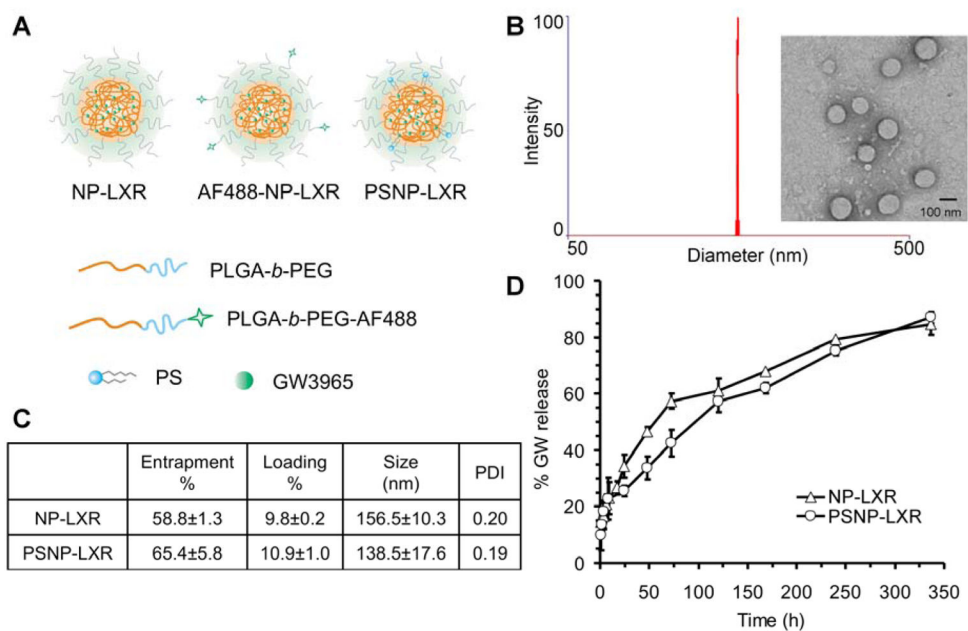 A
NP-LXR
AF488-NP-LXR
PSNP-LXR
PLGA-b-PEG
PLGA-b-PEG-AF488
PS
GW3965
B
Intensity
100
50
0
50
500
Diameter (nm)
100 nm
C
Entrapment % Loading % Size (nm) PDI
NP-LXR 58.8±1.3 9.8±0.2 156.5±10.3 0.20
PSNP-LXR 65.4±5.8 10.9±1.0 138.5±17.6 0.19
D
% GW release
100
80
60
40
20
0
NP-LXR
PSNP-LXR
0 50 100 150 200 250 300 350
Time (h)